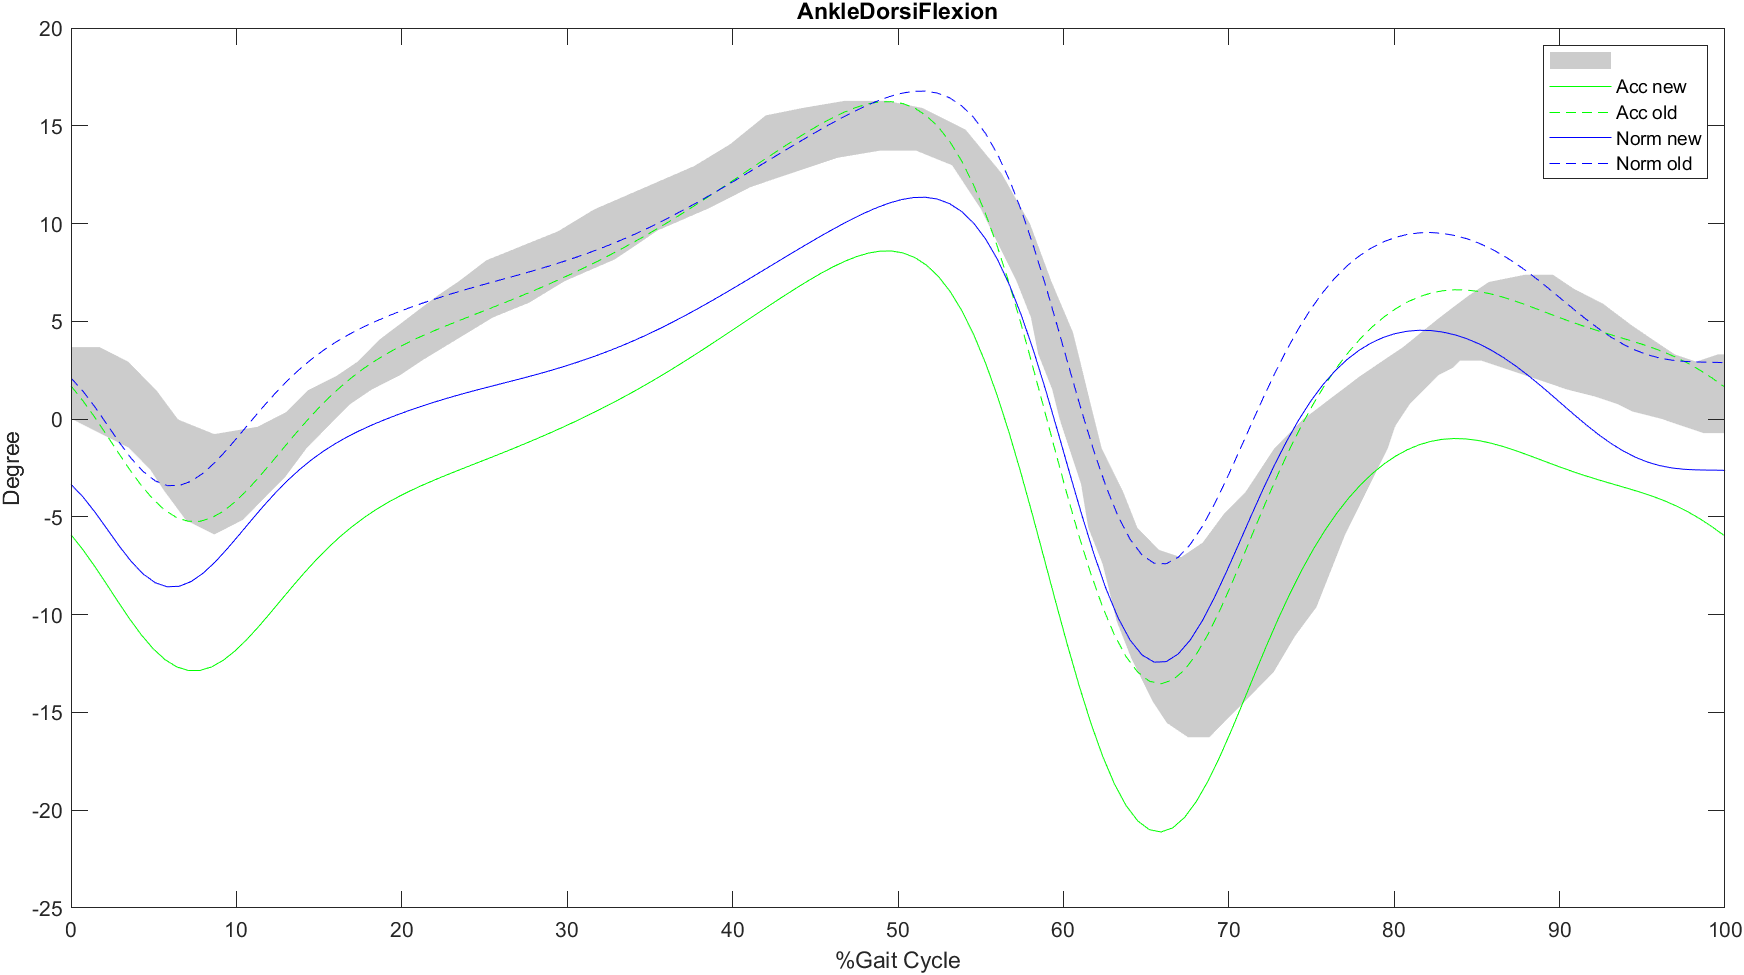 AnkleDorsiFlexion
20
15
10
5
0
-5
-10
-15
-20
-25
Degree
0 10 20 30 40 50 60 70 80 90 100
%Gait Cycle
Acc new
Acc old
Norm new
Norm old